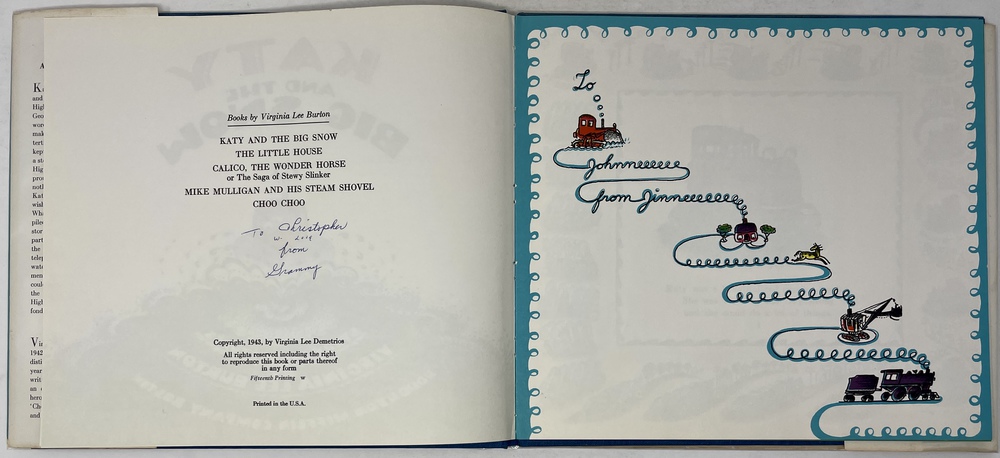 Books by Virginia Lee Burton
KATY AND THE BIG SNOW
THE LITTLE HOUSE
CALICO, THE WONDER HORSE
or The Saga of Stewy Slinker
MIKE MULLIGAN AND HIS STEAM SHOVEL
CHOO CHOO
To Christopher
from
Grammy
Copyright, 1943, by Virginia Lee Demetrios
All rights reserved including the right
to reproduce this book or parts thereof
in any form
Fifteenth Printing w
Printed in the U.S.A.
To
Johnneeeeee
from Jinneeeeeee